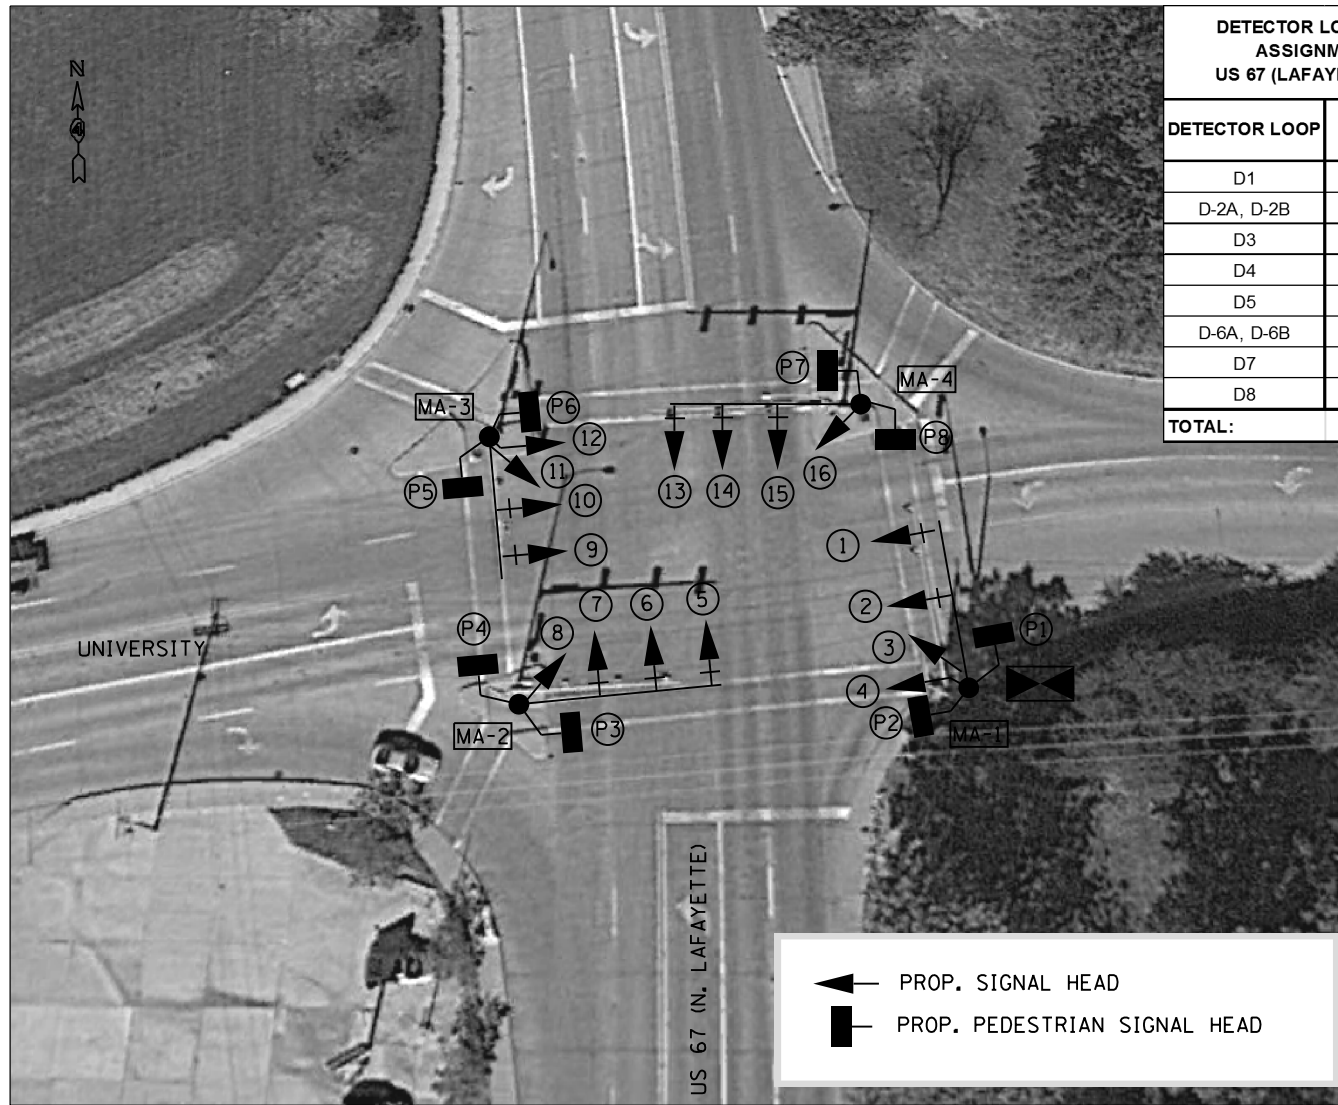 DETECTOR LO
ASSIGNM
US 67 (LAFAY
DETECTOR LOOP
D1
D-2A, D-2B
D3
D4
D5
D-6A, D-6B
D7
D8
TOTAL:
N
P7
MA-4
MA-3
P6
12
P8
11
16
P5
10
13
14
15
9
1
7
6
5
2
UNIVERSITY
P4
8
P1
3
4
MA-2
P3
P2
MA-1
US 67 (N. LAFAYETTE)
PROP. SIGNAL HEAD
PROP. PEDESTRIAN SIGNAL HEAD